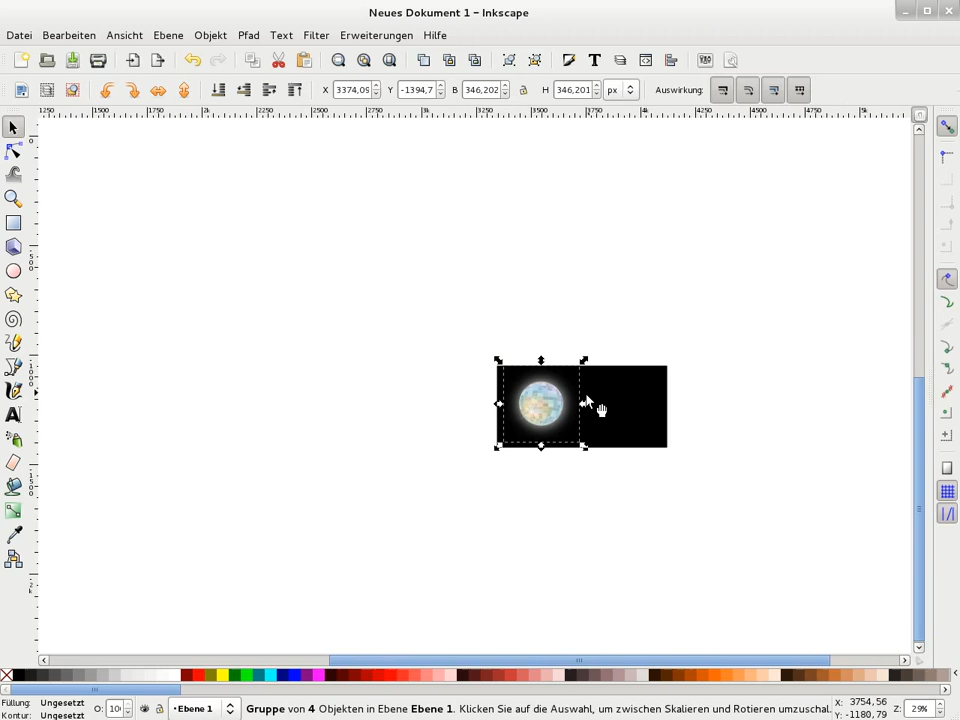 Neues Dokument 1 - Inkscape
Datei Bearbeiten Ansicht Ebene Objekt Pfad Text Filter Erweiterungen Hilfe
X 3374,09 Y -1394,7 B 346,202 H 346,201 px Auswirkung:
Füllung: Ungesetzt
Kontur: Ungesetzt
O: 10
• Ebene 1
Gruppe von 4 Objekten in Ebene Ebene 1. Klicken Sie auf die Auswahl, um zwischen Skalieren und Rotieren umzuschal.
X: 3754,56
Y: -1180,79
Z: 29%